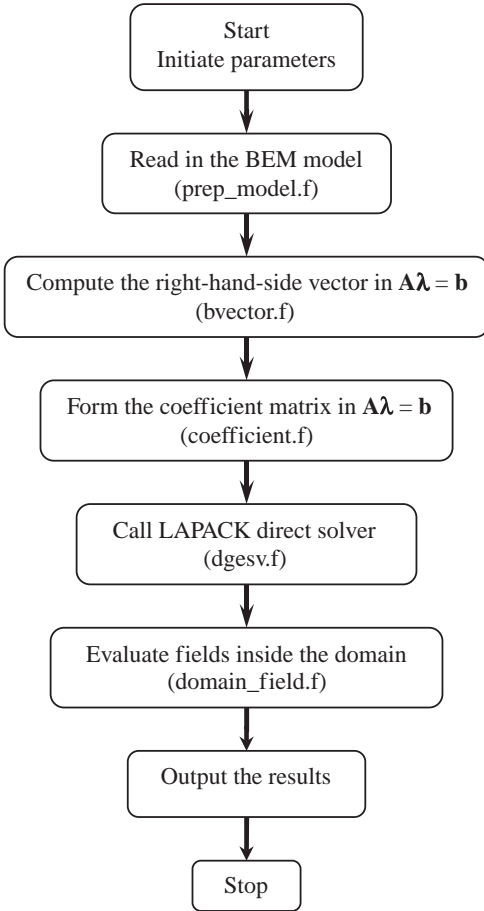 Start
Initiate parameters
Read in the BEM model
(prep_model.f)
Compute the right-hand-side vector in Aλ = b
(bvector.f)
Form the coefficient matrix in Aλ = b
(coefficient.f)
Call LAPACK direct solver
(dgesv.f)
Evaluate fields inside the domain
(domain_field.f)
Output the results
Stop